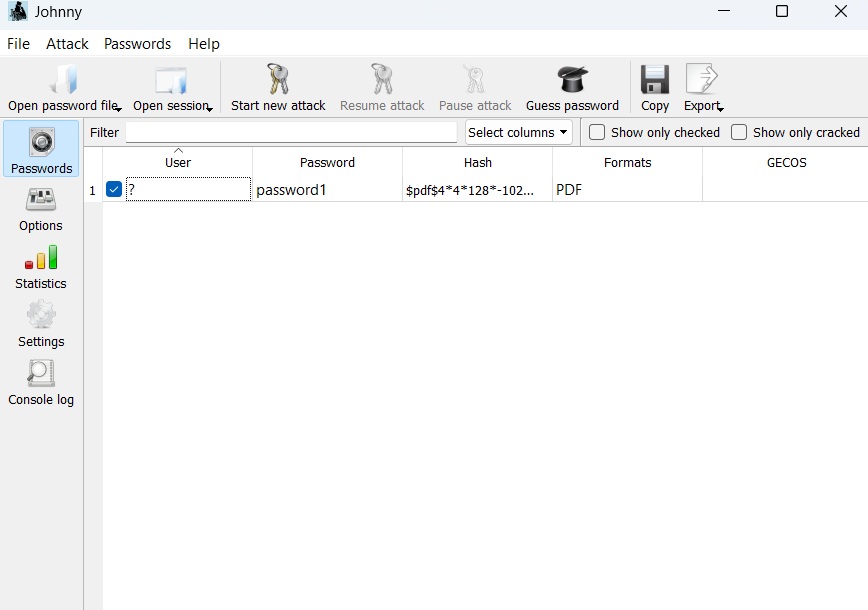 Johnny
File Attack Passwords Help
Open password file Open session Start new attack Resume attack Pause attack Guess password Copy Export
Passwords
Filter Select columns Show only checked Show only cracked
User Password Hash Formats GECOS
1 ? password1 $pdf$4*4*128*-102... PDF
Options
Statistics
Settings
Console log